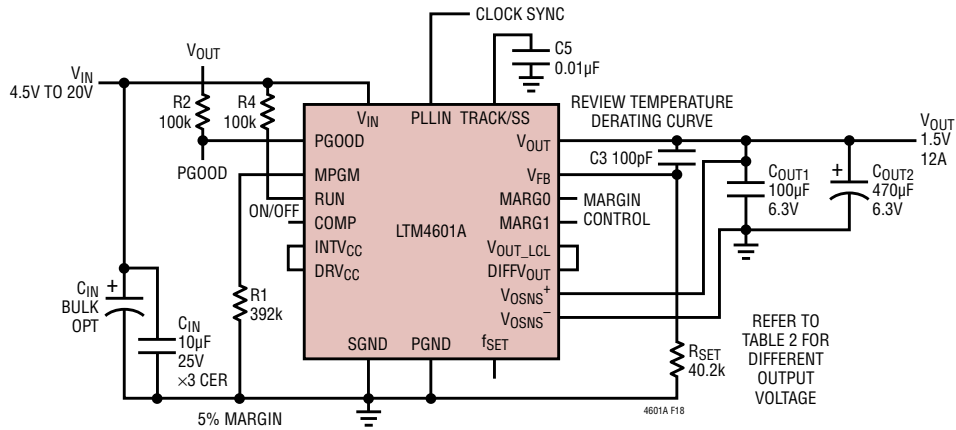 CLOCK SYNC
C5
0.01µF
VOUT
VIN
4.5V TO 20V
R2
100k
R4
100k
REVIEW TEMPERATURE
DERATING CURVE
VIN
PLLIN
TRACK/SS
PGOOD
VOUT
VOUT
1.5V
12A
C3 100pF
PGOOD
MPGM
VFB
COUT1
100µF
6.3V
+
COUT2
470µF
6.3V
RUN
MARG0
MARGIN
CONTROL
ON/OFF
COMP
LTM4601A
MARG1
INTVCC
VOUT_LCL
DRVCC
DIFFVOUT
CIN
BULK
OPT
+
R1
392k
VOSNS+
VOSNS–
CIN
10µF
25V
×3 CER
SGND
PGND
fSET
RSET
40.2k
REFER TO
TABLE 2 FOR
DIFFERENT
OUTPUT
VOLTAGE
5% MARGIN
4601A F18